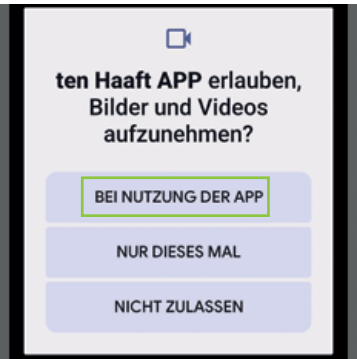 ten Haaft APP erlauben,
Bilder und Videos
aufzunehmen?
BEI NUTZUNG DER APP
NUR DIESES MAL
NICHT ZULASSEN